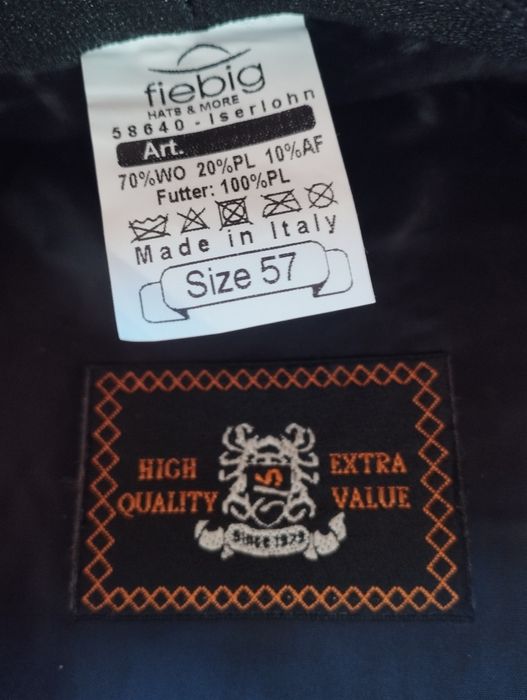 fiebig
HATS & MORE
58640 - Iserlohn
Art.
70%WO 20%PL 10%AF
Futter: 100%PL
Made in Italy
Size 57
HIGH QUALITY
EXTRA VALUE
Since 1973